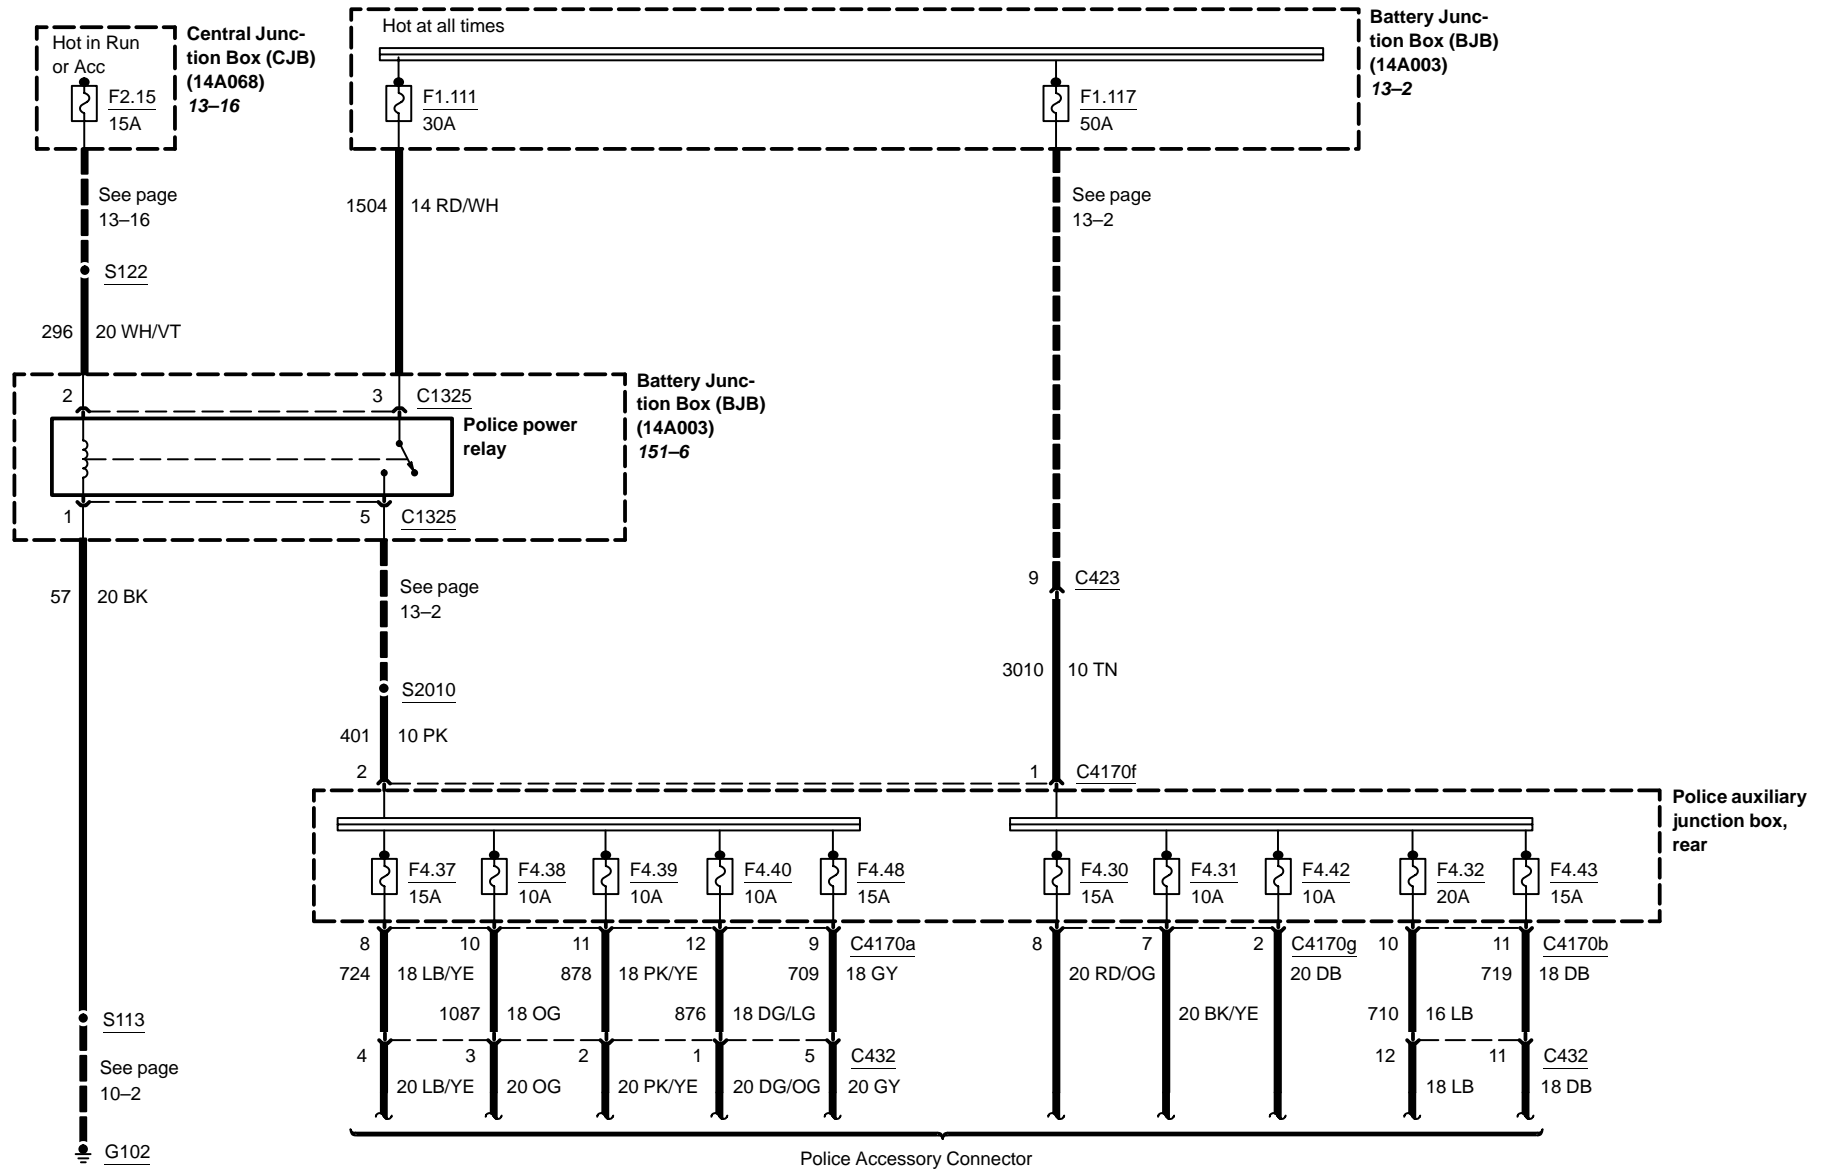 Hot in Run
or Acc
F2.15
15A
Central Junc-
tion Box (CJB)
(14A068)
13–16
Hot at all times
F1.111
30A
F1.117
50A
Battery Junc-
tion Box (BJB)
(14A003)
13–2
See page
13–16
1504 14 RD/WH
See page
13–2
S122
296 20 WH/VT
2 3 C1325
Police power
relay
Battery Junc-
tion Box (BJB)
(14A003)
151–6
1 5 C1325
57 20 BK
See page
13–2
9 C423
3010 10 TN
S2010
401 10 PK
2 1 C4170f
Police auxiliary
junction box,
rear
F4.37 F4.38 F4.39 F4.40 F4.48 F4.30 F4.31 F4.42 F4.32 F4.43
15A 10A 10A 10A 15A 15A 10A 10A 20A 15A
8 10 11 12 9 C4170a 8 7 2 C4170g 10 11 C4170b
724 18 LB/YE 878 18 PK/YE 709 18 GY 20 RD/OG 20 DB 719 18 DB
1087 18 OG 876 18 DG/LG 20 BK/YE 710 16 LB
S113
4 3 2 1 5 C432 12 11 C432
See page
10–2
20 LB/YE 20 OG 20 PK/YE 20 DG/OG 20 GY 18 LB 18 DB
G102
Police Accessory Connector